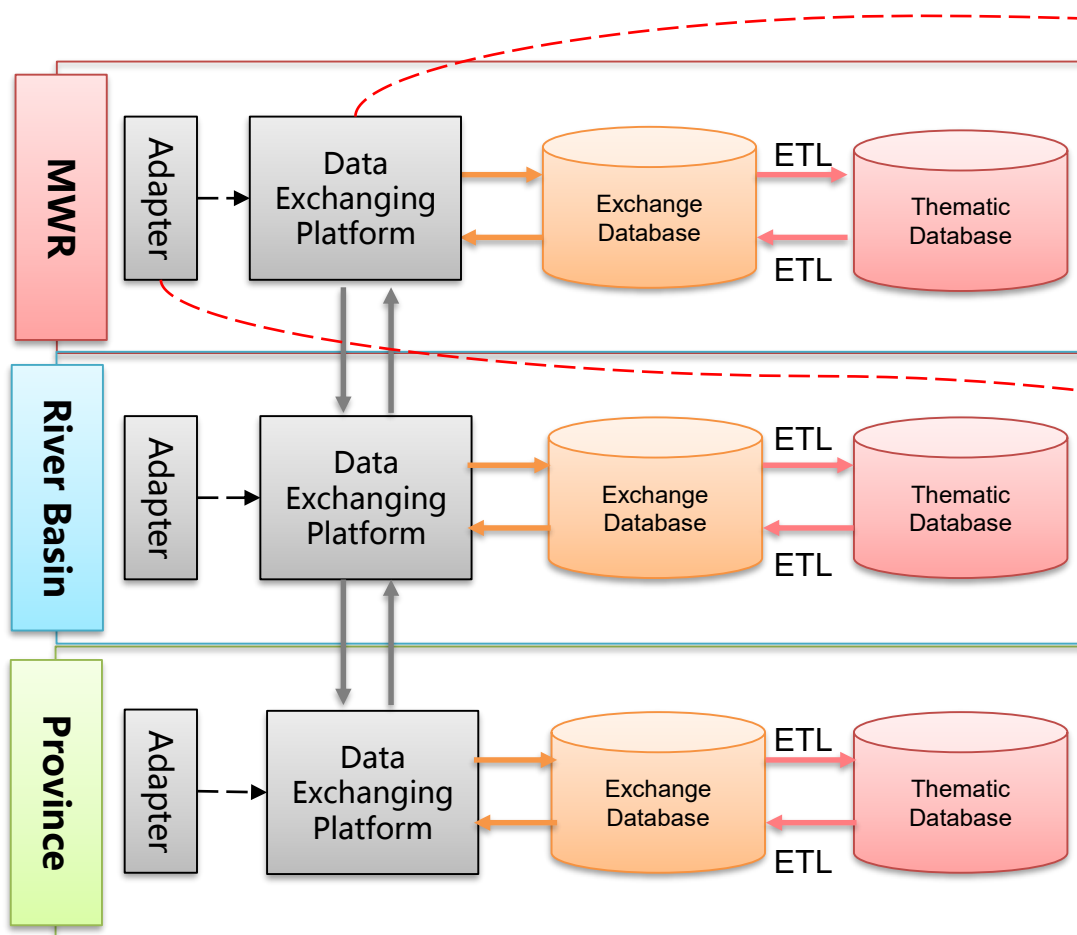 MWR
Adapter
Data
Exchanging
Platform
Exchange
Database
ETL
ETL
Thematic
Database
River Basin
Adapter
Data
Exchanging
Platform
Exchange
Database
ETL
ETL
Thematic
Database
Province
Adapter
Data
Exchanging
Platform
Exchange
Database
ETL
ETL
Thematic
Database